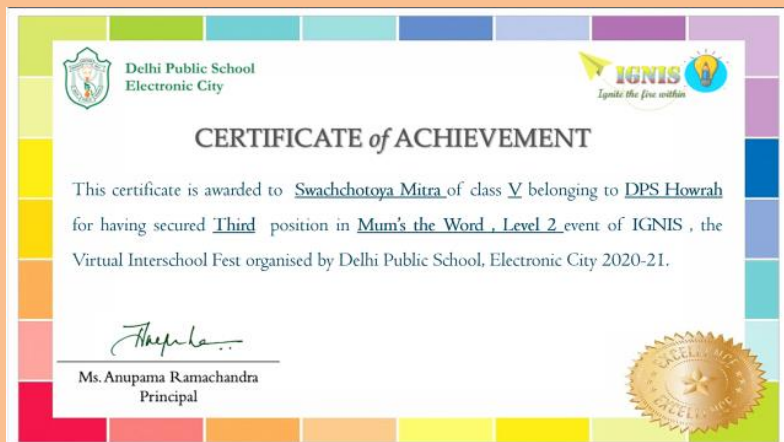 Delhi Public School
Electronic City
IGNIS
Ignite the fire within
CERTIFICATE of ACHIEVEMENT
This certificate is awarded to Swachchotoya Mitra of class V belonging to DPS Howrah
for having secured Third position in Mum's the Word , Level 2 event of IGNIS , the
Virtual Interschool Fest organised by Delhi Public School, Electronic City 2020-21.
Ms. Anupama Ramachandra
Principal
EXCELLENCE
EXCELLENCE